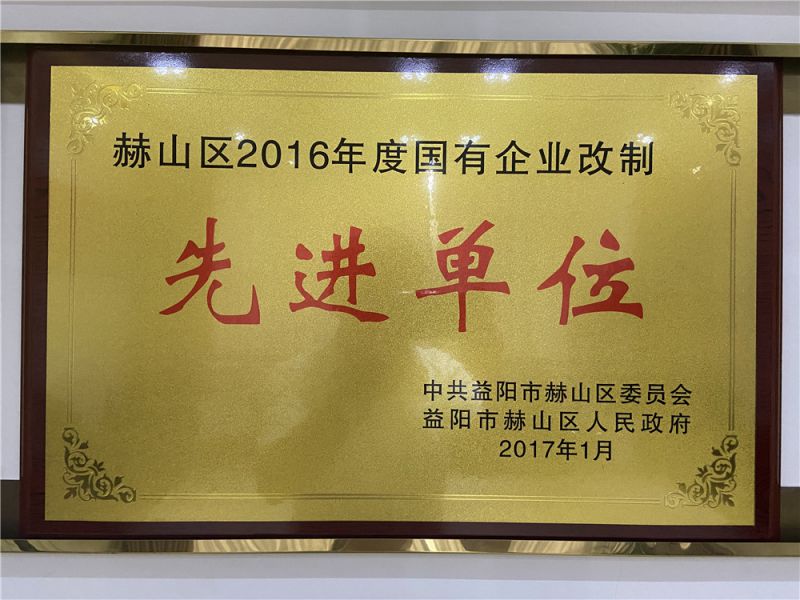 赫山区2016年度国有企业改制
先进单位
中共益阳市赫山区委员会
益阳市赫山区人民政府
2017年1月